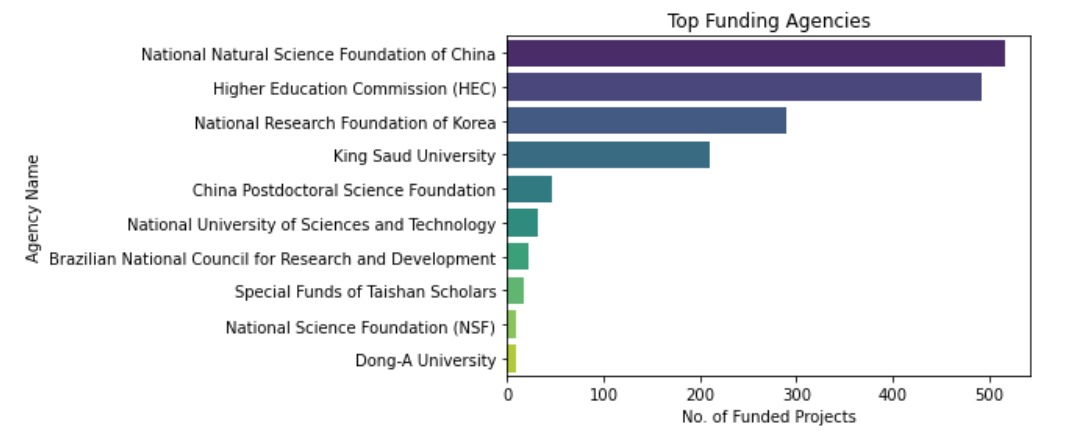 Top Funding Agencies
Agency Name
National Natural Science Foundation of China
Higher Education Commission (HEC)
National Research Foundation of Korea
King Saud University
China Postdoctoral Science Foundation
National University of Sciences and Technology
Brazilian National Council for Research and Development
Special Funds of Taishan Scholars
National Science Foundation (NSF)
Dong-A University
0 100 200 300 400 500
No. of Funded Projects